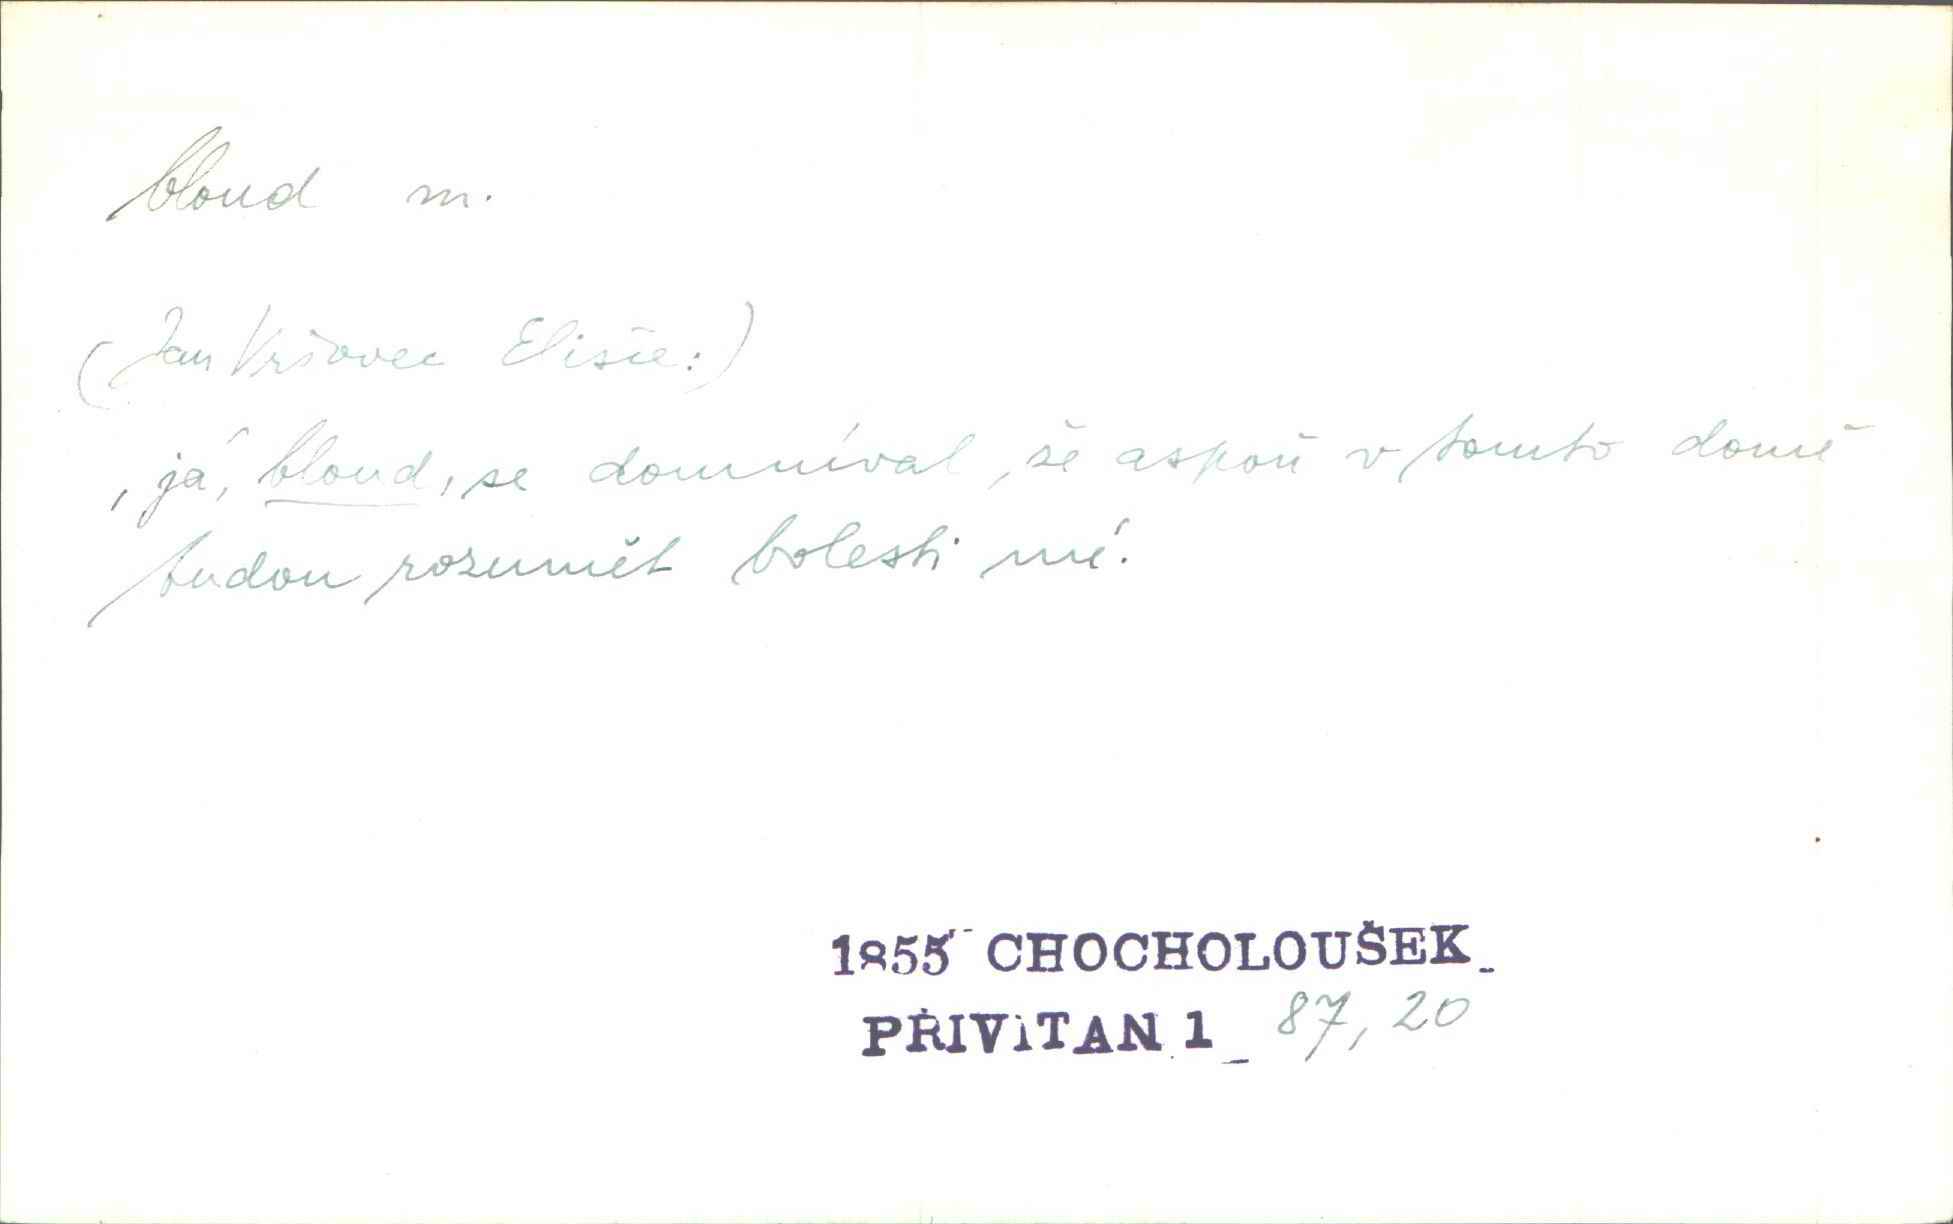 bloud m.
(Jan Vršovec Elišce:)
, já, bloud, se domníval, že aspoň v tomto domě
budou rozumět bolesti mé.
1855 CHOCHOLOUŠEK
PŘIVITAN 1 87, 20